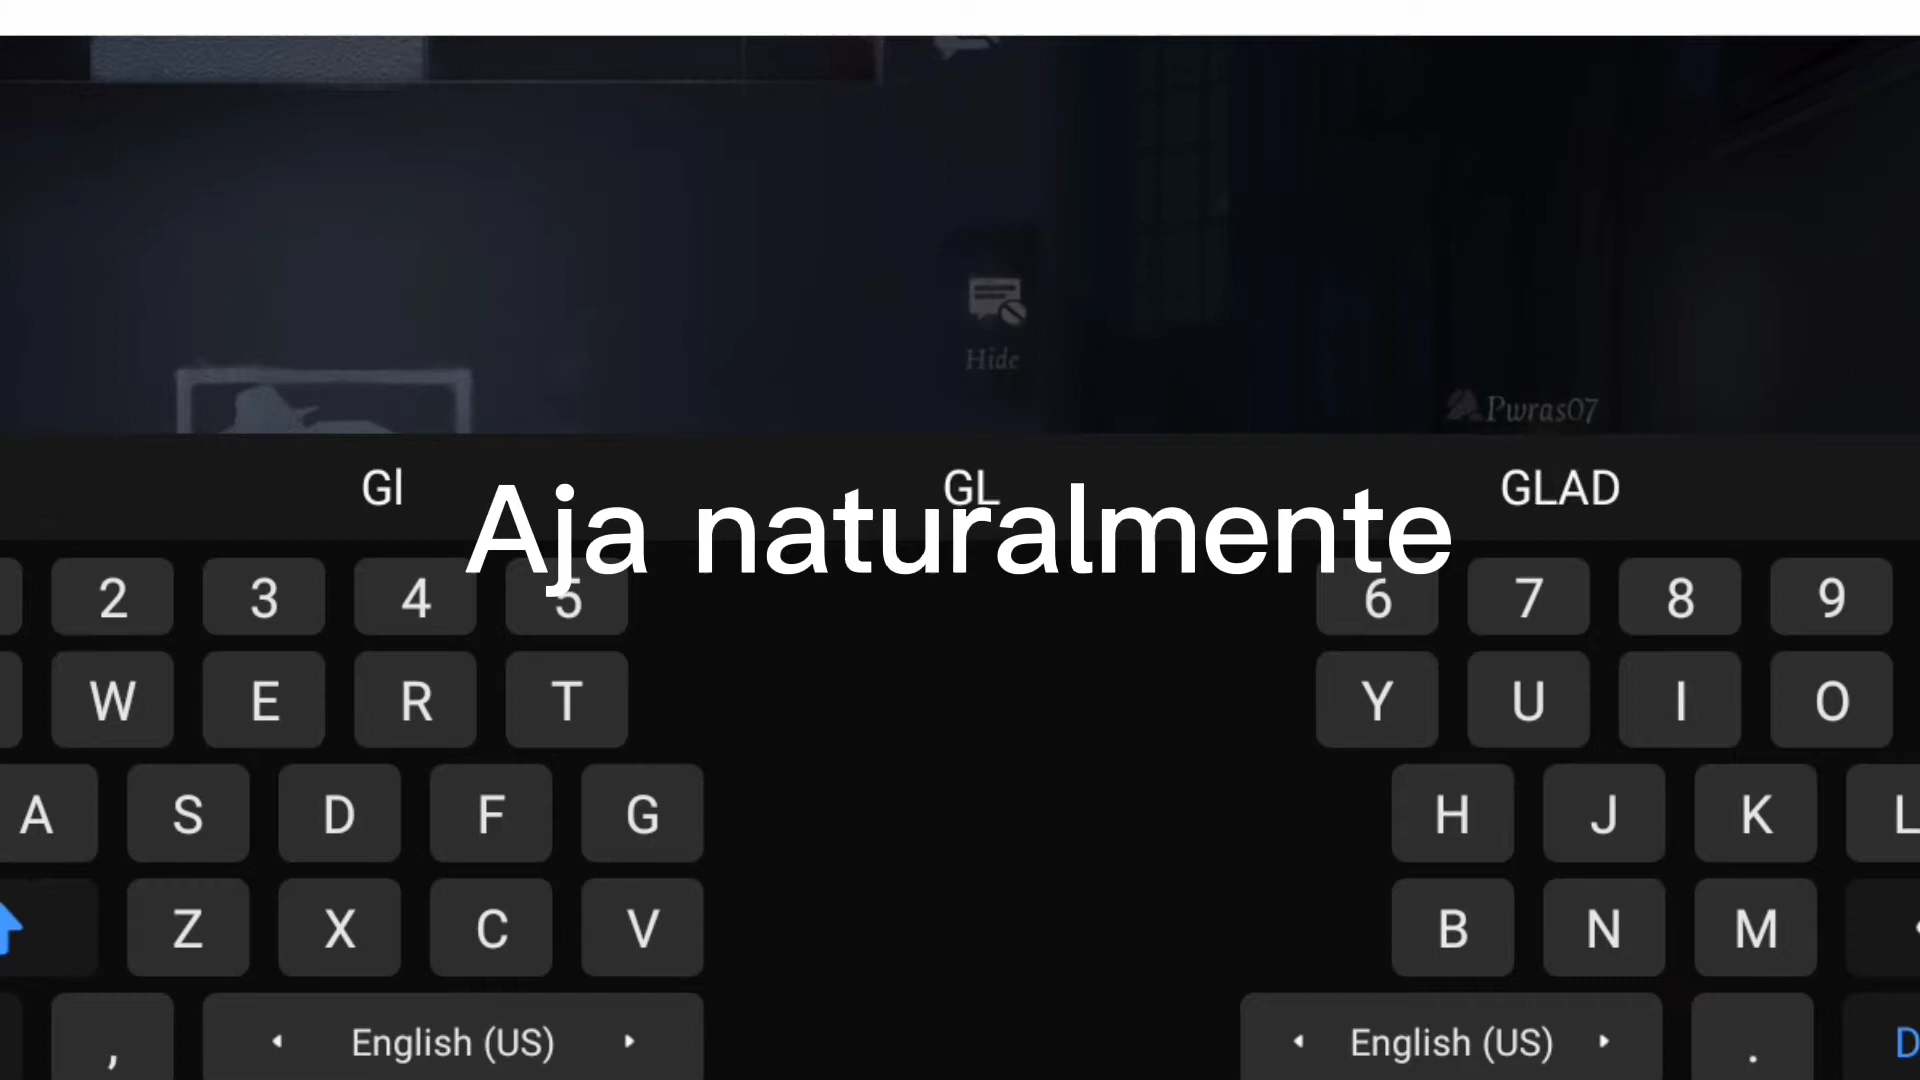 Hide
Pwras07
Gl GL GLAD
Aja naturalmente
2 3 4 5 6 7 8 9
W E R T Y U I O
A S D F G H J K L
Z X C V B N M
, English (US) English (US) . D